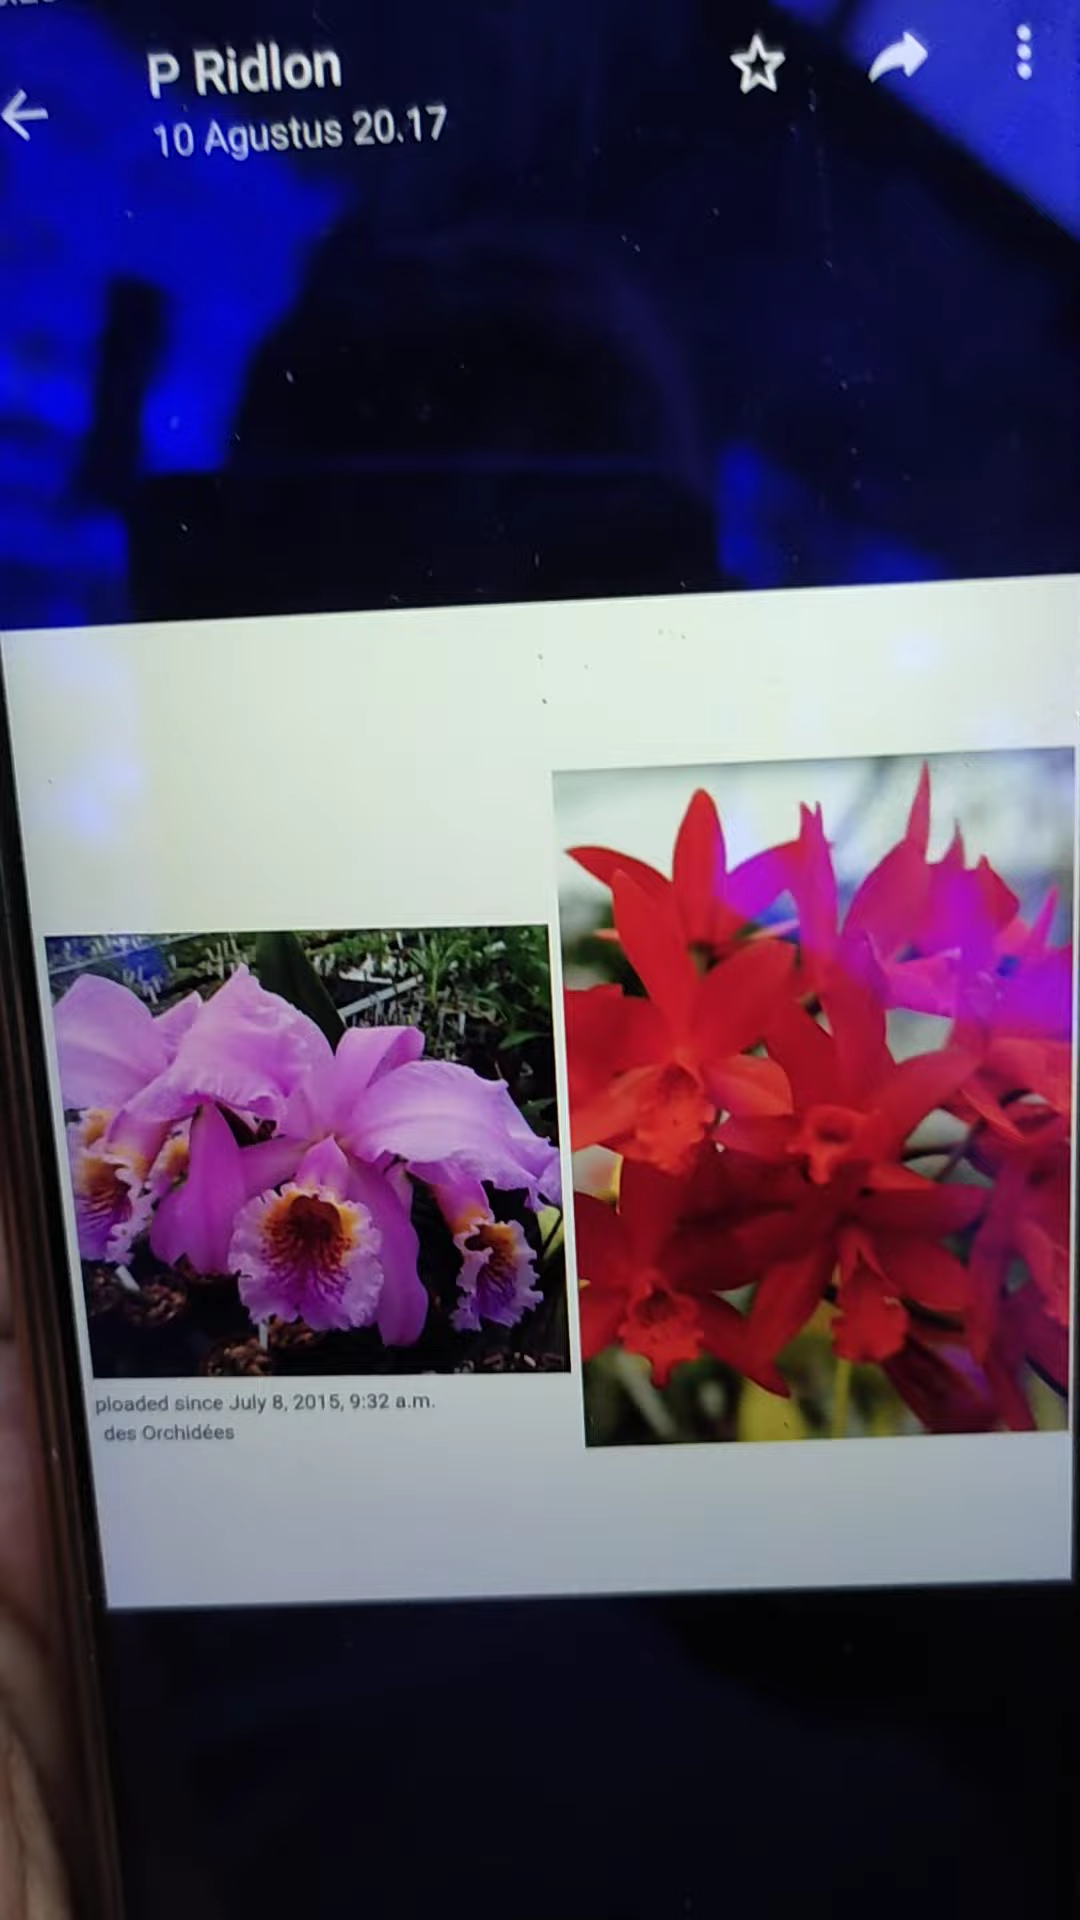 P Ridlon
10 Agustus 20.17
ploaded since July 8, 2015, 9:32 a.m.
des Orchidées